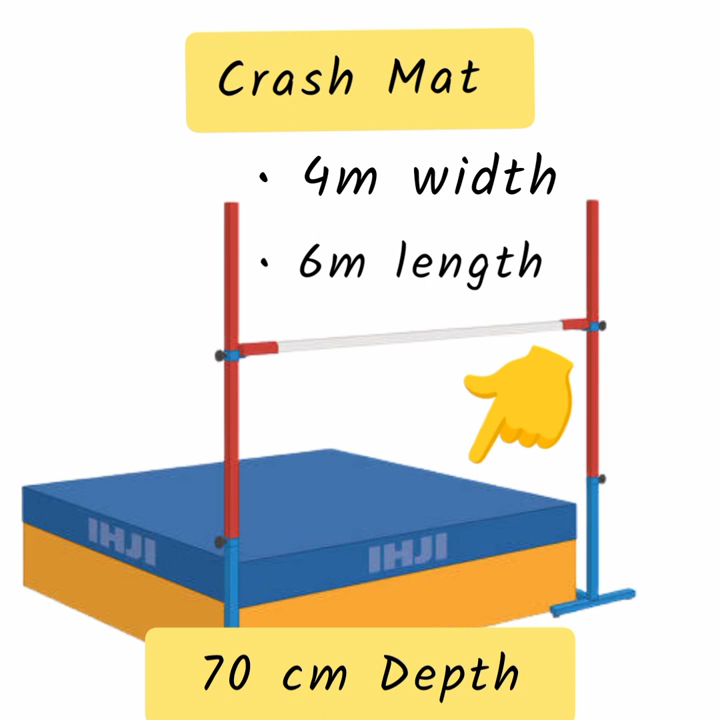 Crash Mat
• 4m width
• 6m length
IHJI
IHJI
70 cm Depth